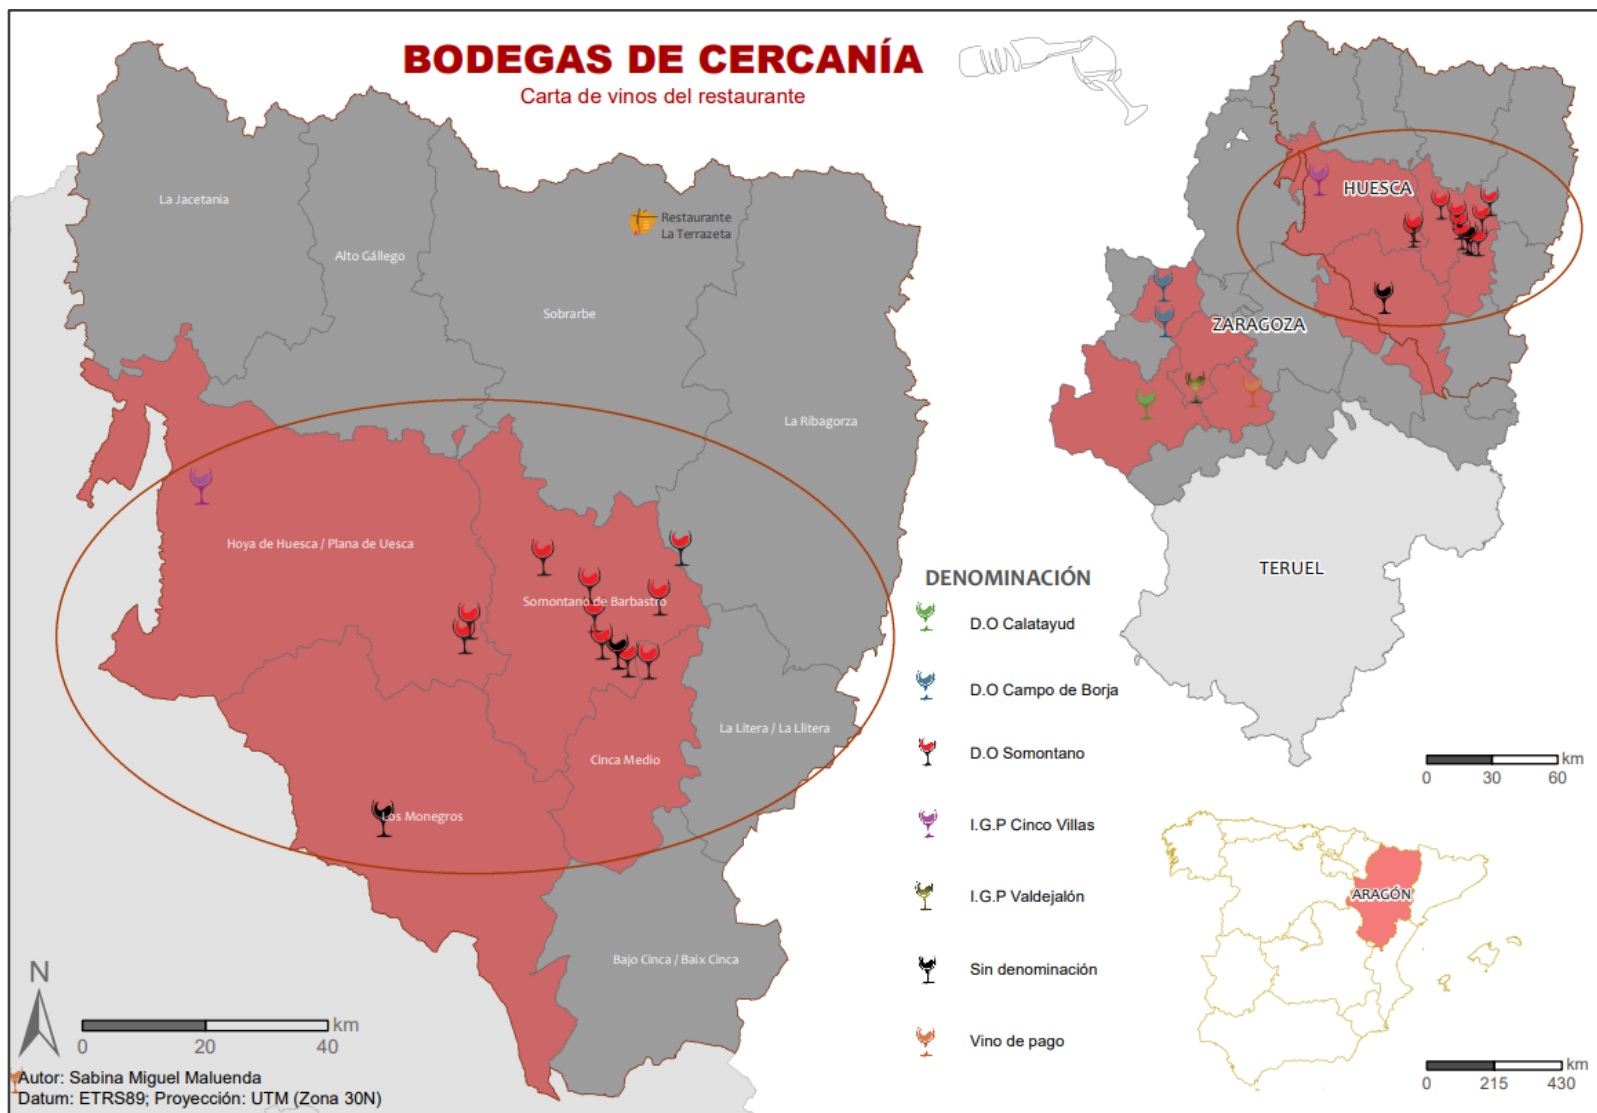 BODEGAS DE CERCANÍA
Carta de vinos del restaurante
La Jacetania
Alto Gállego
Restaurante
La Terrazeta
Sobrarbe
La Ribagorza
Hoya de Huesca / Plana de Uesca
Somontano de Barbastro
La Litera / La Llitera
Cinca Medio
Los Monegros
Bajo Cinca / Baix Cinca
N
km
0 20 40
Autor: Sabina Miguel Maluenda
Datum: ETRS89; Proyección: UTM (Zona 30N)
HUESCA
ZARAGOZA
TERUEL
km
0 30 60
DENOMINACIÓN
D.O Calatayud
D.O Campo de Borja
D.O Somontano
I.G.P Cinco Villas
I.G.P Valdejalón
Sin denominación
Vino de pago
ARAGÓN
km
0 215 430